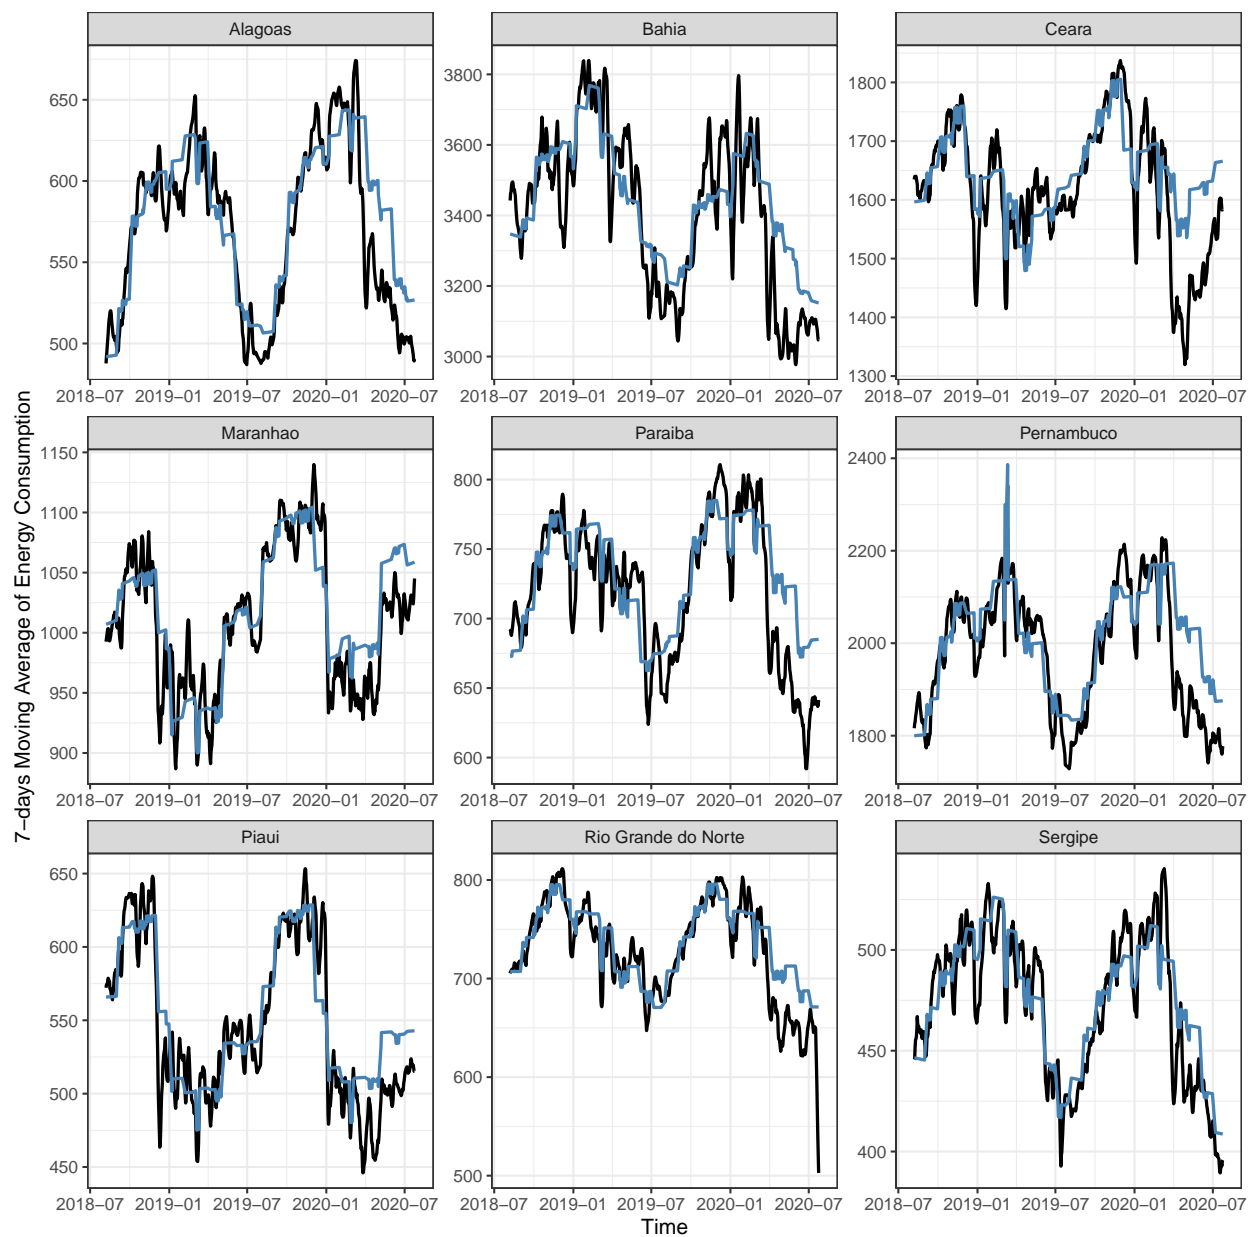 Alagoas
Bahia
Ceara
650
600
550
500
3800
3600
3400
3200
3000
1800
1700
1600
1500
1400
1300
2018−07 2019−01 2019−07 2020−01 2020−07
2018−07 2019−01 2019−07 2020−01 2020−07
2018−07 2019−01 2019−07 2020−01 2020−07
7−days Moving Average of Energy Consumption
Maranhao
Paraiba
Pernambuco
1150
1100
1050
1000
950
900
800
750
700
650
600
2400
2200
2000
1800
2018−07 2019−01 2019−07 2020−01 2020−07
2018−07 2019−01 2019−07 2020−01 2020−07
2018−07 2019−01 2019−07 2020−01 2020−07
Piaui
Rio Grande do Norte
Sergipe
650
600
550
500
450
800
700
600
500
500
450
400
2018−07 2019−01 2019−07 2020−01 2020−07
2018−07 2019−01 2019−07 2020−01 2020−07
2018−07 2019−01 2019−07 2020−01 2020−07
Time